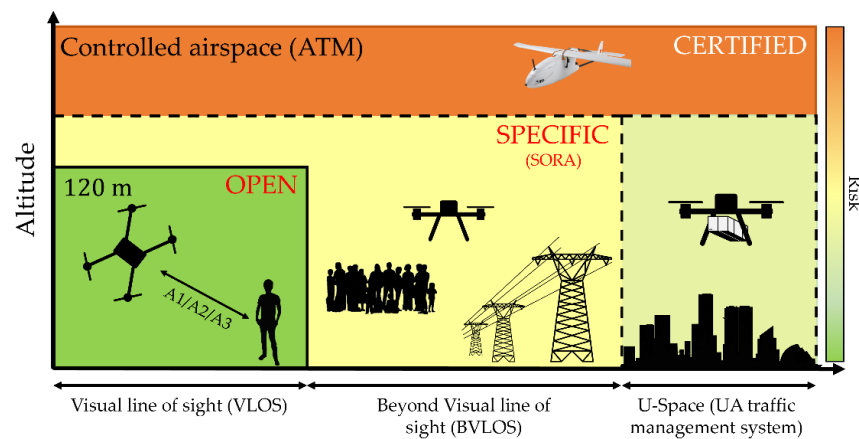 Controlled airspace (ATM)
CERTIFIED
SPECIFIC
(SORA)
OPEN
120 m
A1/A2/A3
Altitude
Risk
Visual line of sight (VLOS)
Beyond Visual line of
sight (BVLOS)
U-Space (UA traffic
management system)